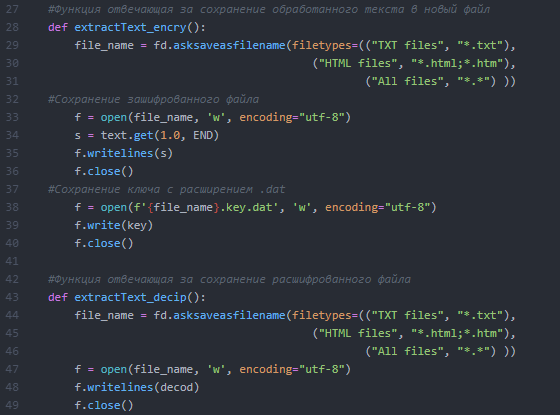 27 #Функция отвечающая за сохранение обработанного текста в новый файл
28 def extractText_encry():
29     file_name = fd.asksaveasfilename(filetypes=(("TXT files", "*.txt"),
30                                         ("HTML files", "*.html;*.htm"),
31                                                 ("All files", "*.*") ))
32 #Сохранение зашифрованного файла
33     f = open(file_name, 'w', encoding="utf-8")
34     s = text.get(1.0, END)
35     f.writelines(s)
36     f.close()
37 #Сохранение ключа с расширением .dat
38     f = open(f'{file_name}.key.dat', 'w', encoding="utf-8")
39     f.write(key)
40     f.close()
41
42 #Функция отвечающая за сохранение расшифрованного файла
43 def extractText_decip():
44     file_name = fd.asksaveasfilename(filetypes=(("TXT files", "*.txt"),
45                                         ("HTML files", "*.html;*.htm"),
46                                                 ("All files", "*.*") ))
47     f = open(file_name, 'w', encoding="utf-8")
48     f.writelines(decod)
49     f.close()